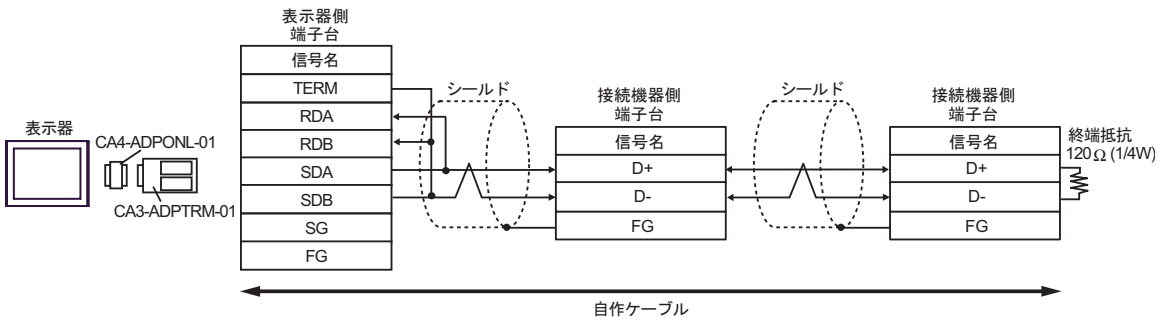 表示器
CA4-ADPONL-01
CA3-ADPTRM-01
表示器側
端子台
信号名
TERM
RDA
RDB
SDA
SDB
SG
FG
シールド
接続機器側
端子台
信号名
D+
D-
FG
シールド
接続機器側
端子台
信号名
D+
D-
FG
終端抵抗
120Ω (1/4W)
自作ケーブル